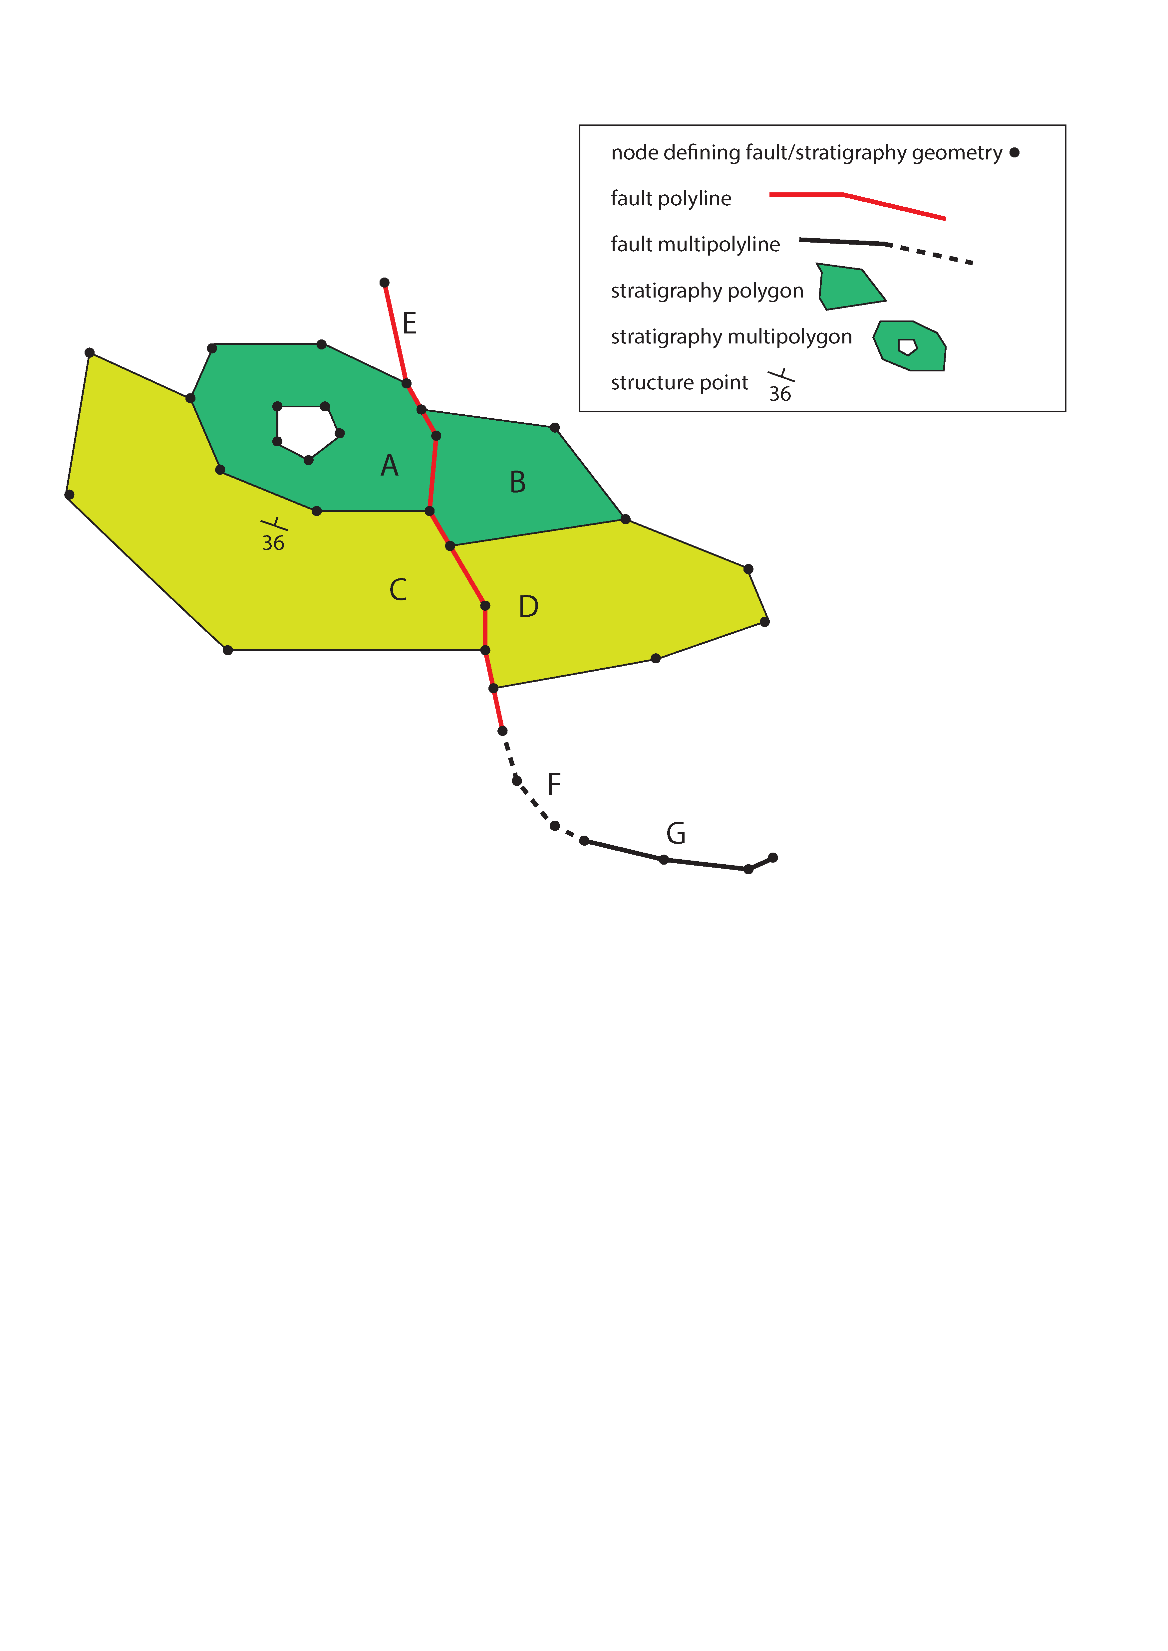 node defining fault/stratigraphy geometry
fault polyline
fault multipolyline
stratigraphy polygon
stratigraphy multipolygon
structure point
36
E
A
B
36
C
D
F
G